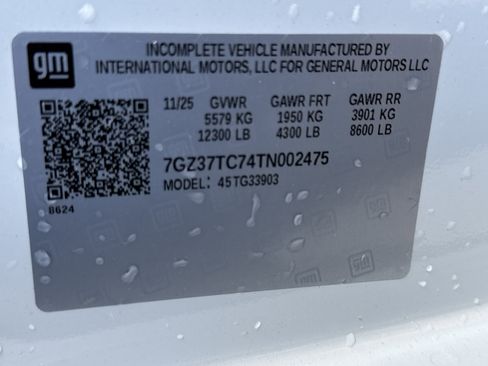 gm
INCOMPLETE VEHICLE MANUFACTURED BY
INTERNATIONAL MOTORS, LLC FOR GENERAL MOTORS LLC
11/25 GVWR GAWR FRT GAWR RR
5579 KG 1950 KG 3901 KG
12300 LB 4300 LB 8600 LB
7GZ37TC74TN002475
MODEL: 45TG33903
8624